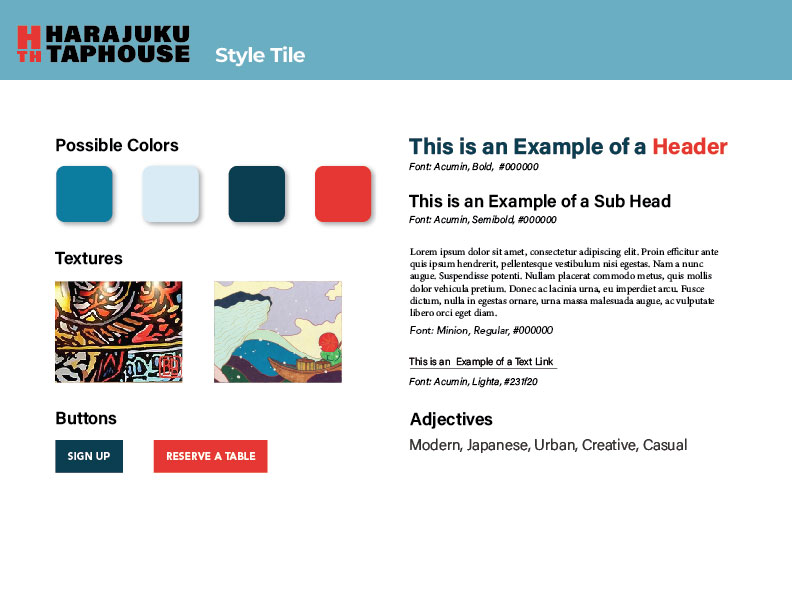 H HARAJUKU
TH TAPHOUSE
Style Tile
Possible Colors
Textures
Buttons
SIGN UP
RESERVE A TABLE
This is an Example of a Header
Font: Acumin, Bold, #000000
This is an Example of a Sub Head
Font: Acumin, Semibold, #000000
Lorem ipsum dolor sit amet, consectetur adipiscing elit. Proin efficitur ante
quis ipsum hendrerit, pellentesque vestibulum nisi egestas. Nam a nunc
augue. Suspendisse potenti. Nullam placerat commodo metus, quis mollis
dolor vehicula pretium. Donec ac lacinia urna, eu imperdiet arcu. Fusce
dictum, nulla in egestas ornare, urna massa malesuada augue, ac vulputate
libero orci eget diam.
Font: Minion, Regular, #000000
This is an Example of a Text Link
Font: Acumin, Lighta, #231f20
Adjectives
Modern, Japanese, Urban, Creative, Casual